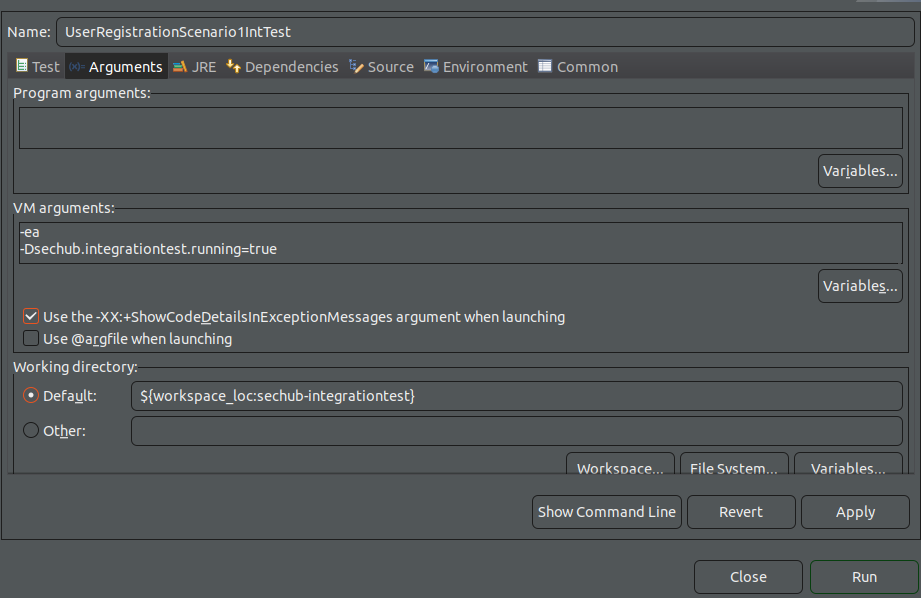 Name: UserRegistrationScenario1IntTest
Test Arguments JRE Dependencies Source Environment Common
Program arguments:
Variables...
VM arguments:
-ea
-Dsechub.integrationtest.running=true
Variables...
Use the -XX:+ShowCodeDetailsInExceptionMessages argument when launching
Use @argfile when launching
Working directory:
Default: ${workspace_loc:sechub-integrationtest}
Other:
Workspace... File System... Variables...
Show Command Line Revert Apply
Close Run